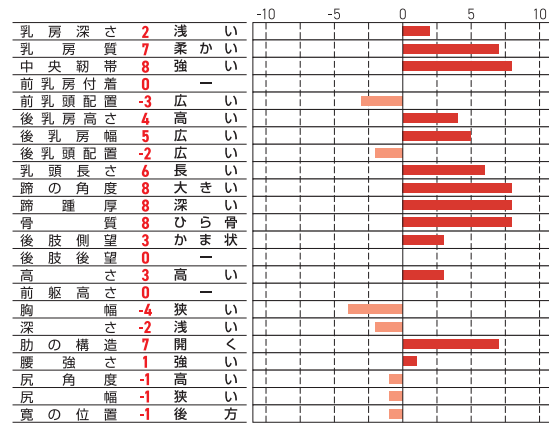 -10 -5 0 5 10
乳房深さ 2 浅い
乳房質 7 柔かい
中央靭帯 8 強い
前乳房付着 0 ー
前乳頭配置 -3 広い
後乳房高さ 4 高い
後乳房幅 5 広い
後乳頭配置 -2 広い
乳頭長さ 6 長い
蹄の角度 8 大きい
蹄踵厚 8 深い
骨質 8 ひら骨
後肢側望 3 かま状
後肢後望 0 ー
高さ 3 高い
前躯高さ 0 ー
胸幅 -4 狭い
深さ -2 浅い
肋の構造 7 開く
腰強さ 1 強い
尻角度 -1 高い
尻幅 -1 狭い
寛の位置 -1 後方